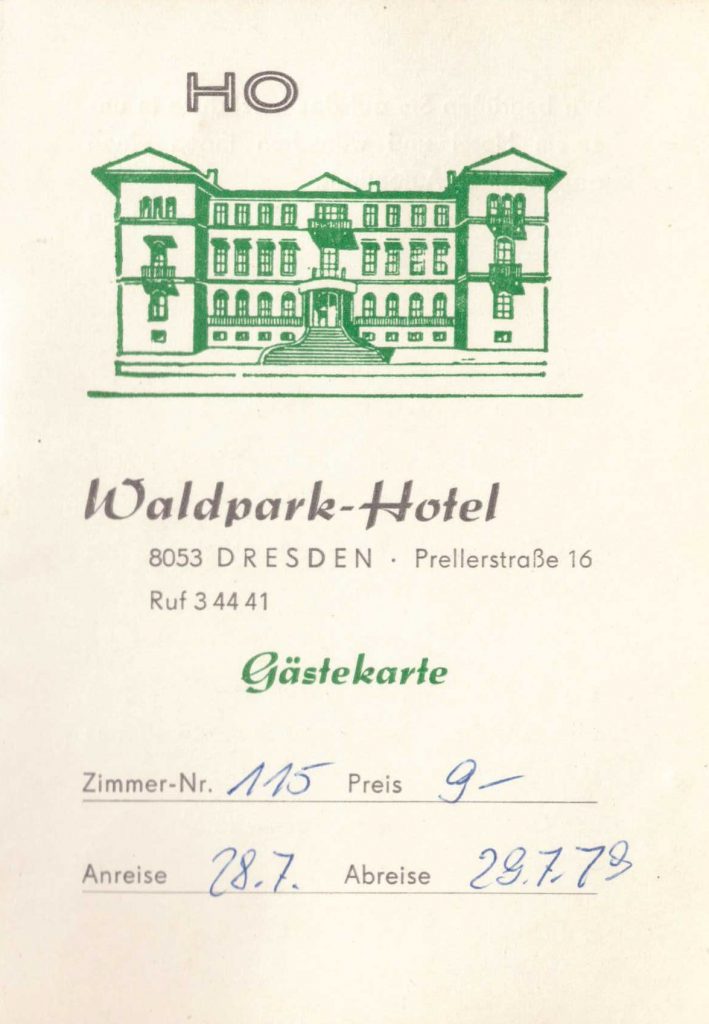 HO
Waldpark-Hotel
8053 DRESDEN · Prellerstraße 16
Ruf 3 44 41
Gästekarte
Zimmer-Nr. 115 Preis 9-
Anreise 28.7. Abreise 29.7.79